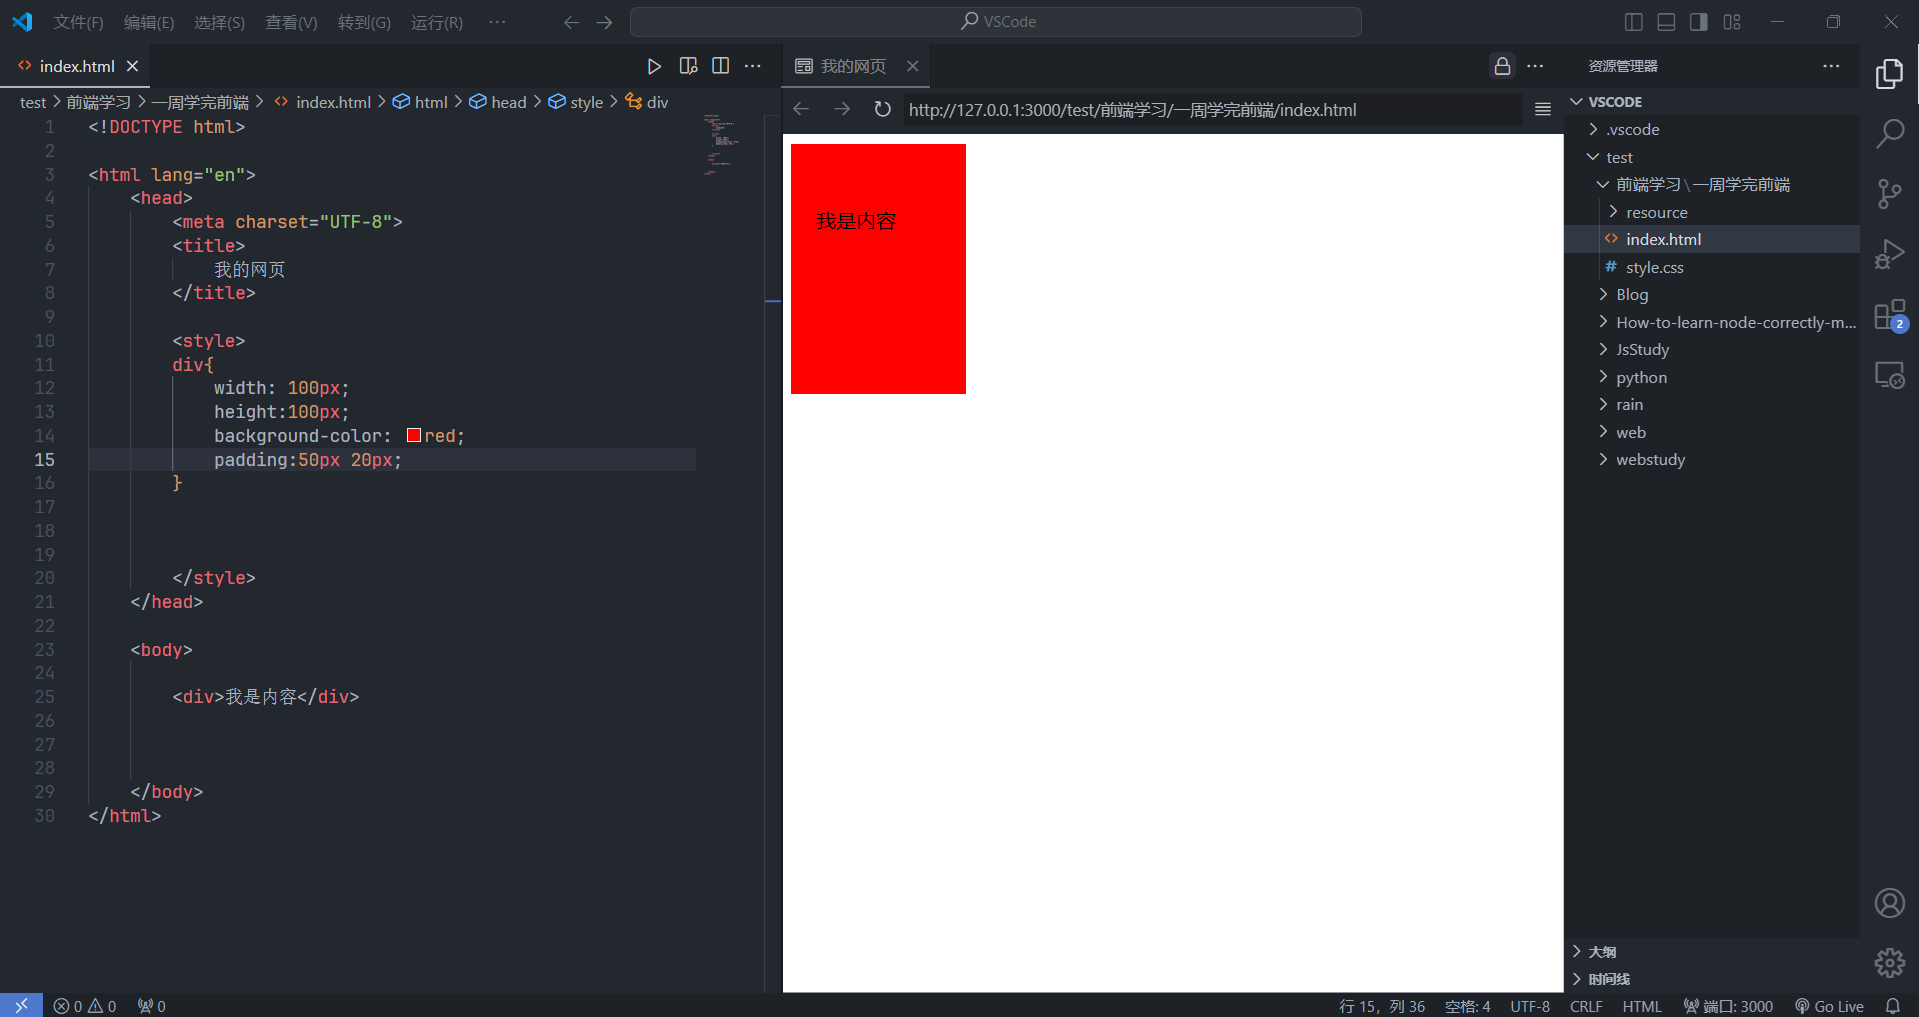 文件(F) 编辑(E) 选择(S) 查看(V) 转到(G) 运行(R) ··· VSCode
index.html
test > 前端学习 > 一周学完前端 > index.html > html > head > style > div
1 <!DOCTYPE html>
2
3 <html lang="en">
4 <head>
5 <meta charset="UTF-8">
6 <title>
7 我的网页
8 </title>
9
10 <style>
11 div{
12 width: 100px;
13 height:100px;
14 background-color: red;
15 padding:50px 20px;
16 }
17
18
19
20 </style>
21 </head>
22
23 <body>
24
25 <div>我是内容</div>
26
27
28
29 </body>
30 </html>
我的网页
http://127.0.0.1:3000/test/前端学习/一周学完前端/index.html
我是内容
资源管理器
VSCODE
.vscode
test
前端学习\一周学完前端
resource
index.html
# style.css
Blog
How-to-learn-node-correctly-m...
JsStudy
python
rain
web
webstudy
大纲
时间线
2
0 0 0
行 15，列 36 空格: 4 UTF-8 CRLF HTML 端口: 3000 Go Live